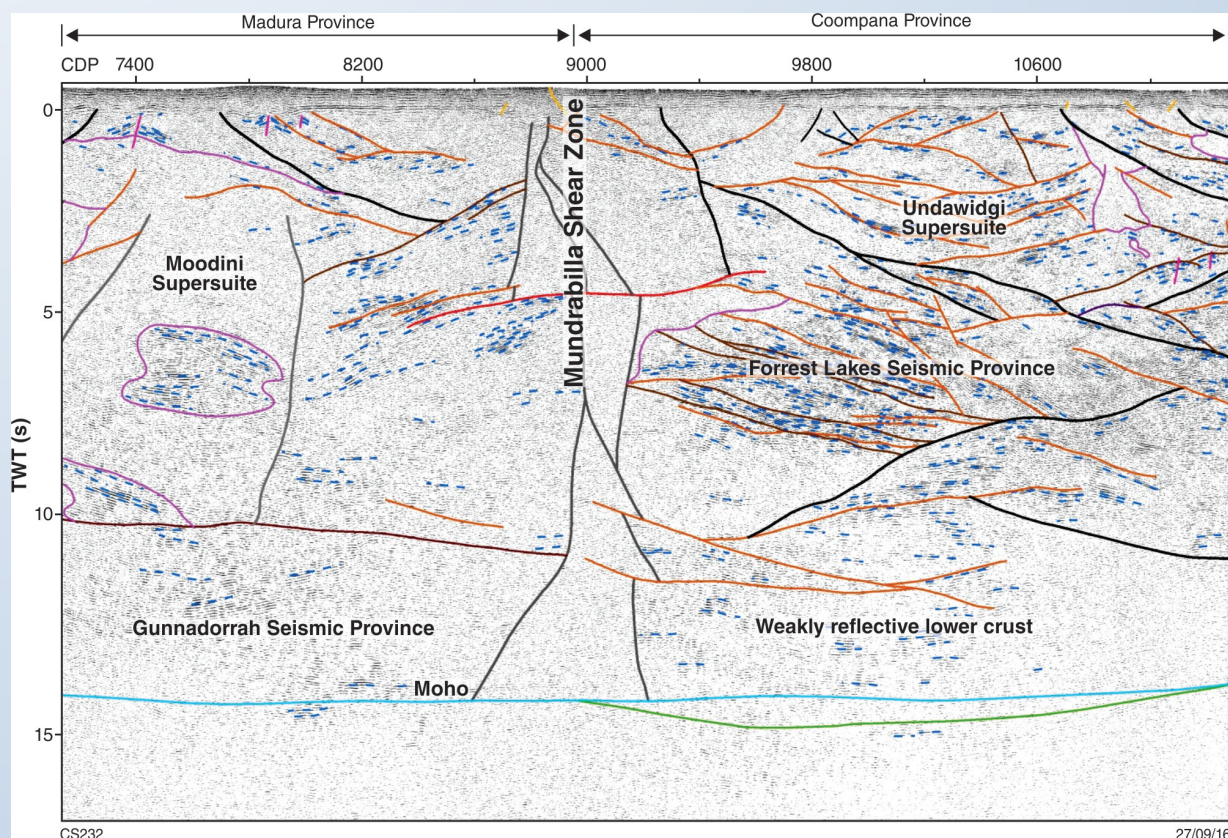 Madura Province
Coompana Province
CDP 7400 8200 9000 9800 10600
0
Mundrabilla Shear Zone
Undawidgi
Supersuite
Moodini
Supersuite
5
Forrest Lakes Seismic Province
TWT (s)
10
Gunnadorrah Seismic Province
Weakly reflective lower crust
Moho
15
CS232
27/09/16